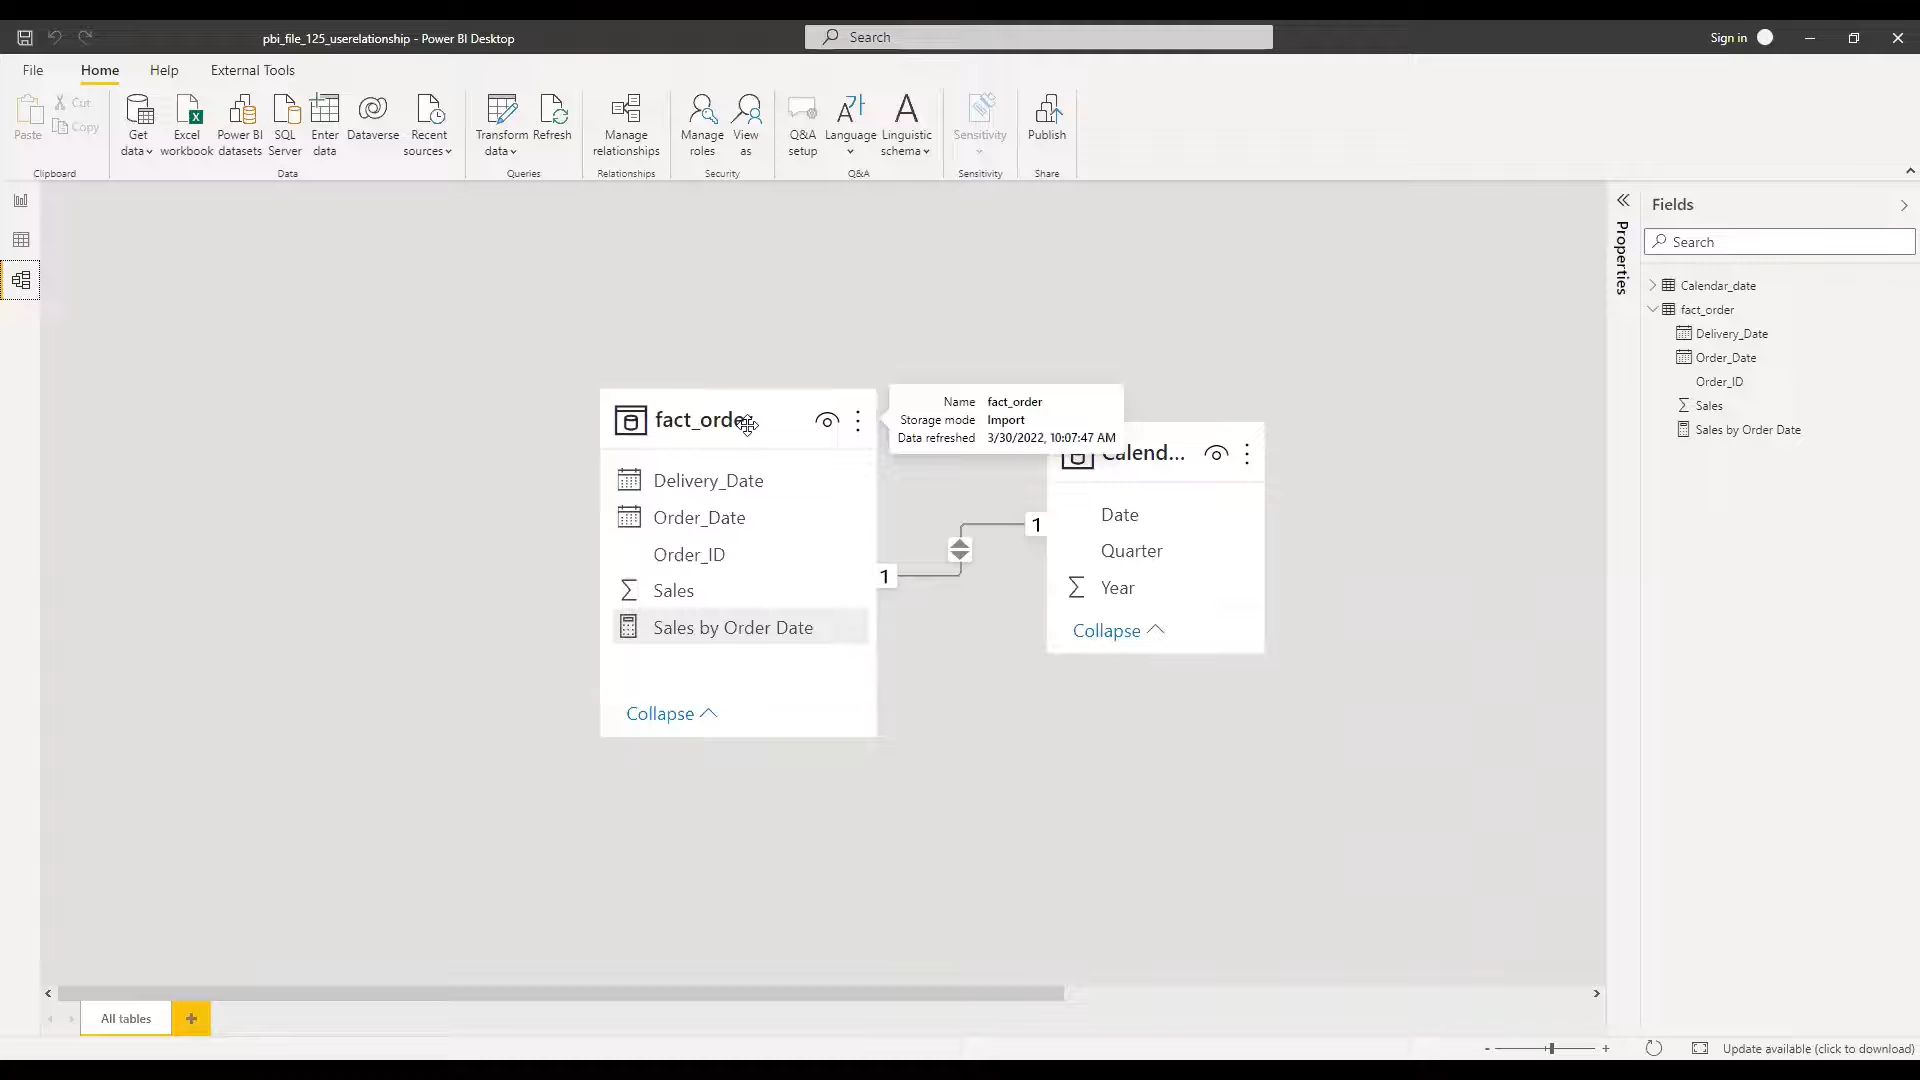 pbi_file_125_userelationship - Power BI Desktop
Search
Sign in
File
Home
Help
External Tools
Paste
Cut
Copy
Get data
Excel workbook
Power BI datasets
SQL Server
Enter data
Dataverse
Recent sources
Transform data
Refresh
Manage relationships
Manage roles
View as
Q&A setup
Language
Linguistic schema
Sensitivity
Publish
Clipboard
Data
Queries
Relationships
Security
Q&A
Sensitivity
Share
fact_order
Delivery_Date
Order_Date
Order_ID
Sales
Sales by Order Date
Collapse
Name fact_order
Storage mode Import
Data refreshed 3/30/2022, 10:07:47 AM
1
1
Calend...
Date
Quarter
Year
Collapse
Properties
Fields
Search
Calendar_date
fact_order
Delivery_Date
Order_Date
Order_ID
Sales
Sales by Order Date
All tables
Update available (click to download)